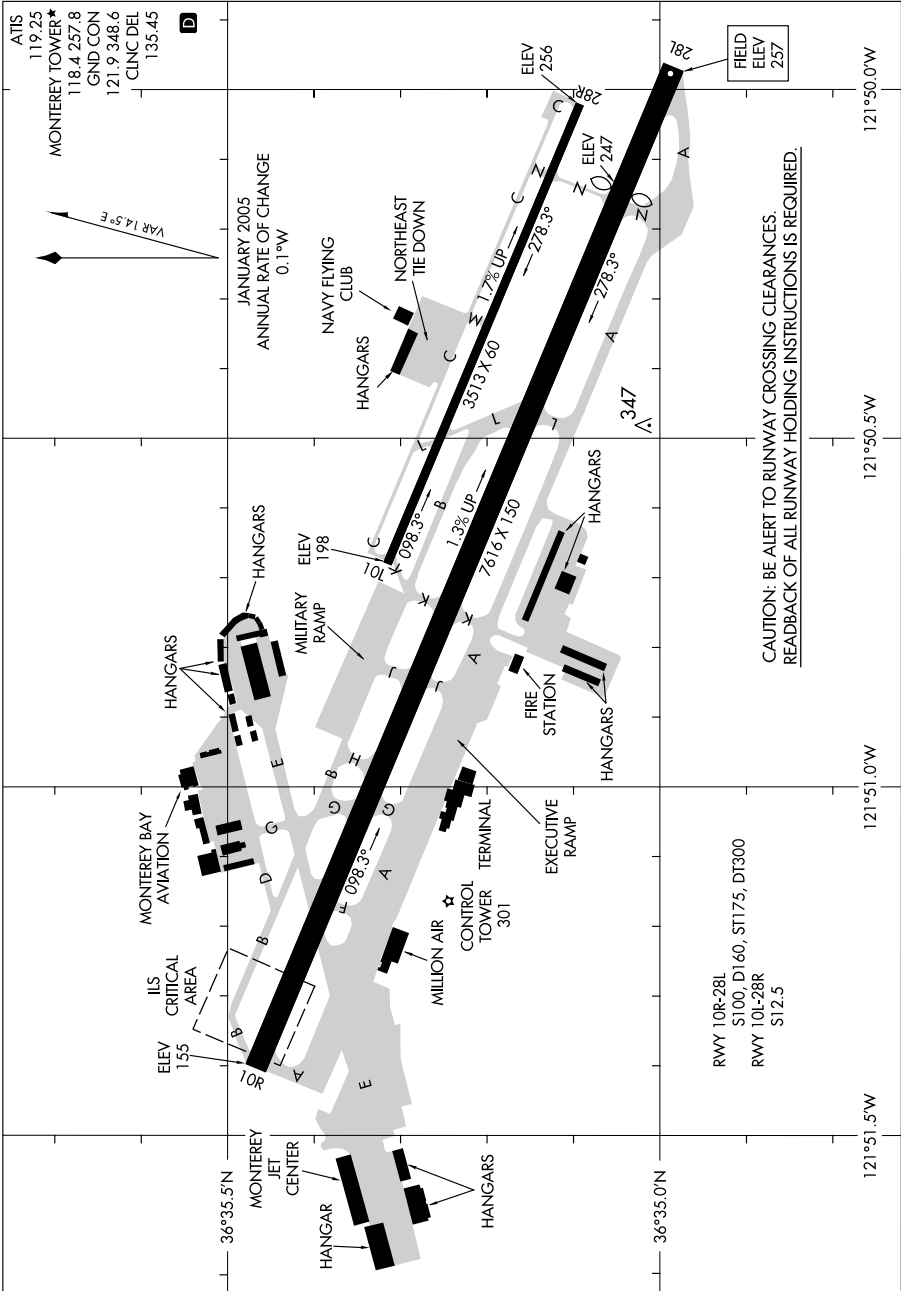 ATIS
119.25
MONTEREY TOWER★
118.4 257.8
GND CON
121.9 348.6
CLNC DEL
135.45
D
VAR 14.5° E
JANUARY 2005
ANNUAL RATE OF CHANGE
0.1°W
36°35.5'N
36°35.0'N
121°51.5'W
121°51.0'W
121°50.5'W
121°50.0'W
HANGAR
MONTEREY
JET
CENTER
HANGARS
ELEV
155
10R
ILS
CRITICAL
AREA
MONTEREY BAY
AVIATION
HANGARS
HANGARS
MILITARY
RAMP
ELEV
198
10L
HANGARS
NAVY FLYING
CLUB
NORTHEAST
TIE DOWN
ELEV
256
28R
28L
FIELD
ELEV
257
ELEV
247
098.3°
3513 X 60
1.7% UP
278.3°
098.3°
1.3% UP
7616 X 150
278.3°
A
B
B
D
E
E
F
G
G
G
A
B
H
J
J
A
K
K
K
B
C
L
L
L
C
M
C
Z
C
Z
Z
A
A
MILLION AIR
CONTROL
TOWER
301
TERMINAL
EXECUTIVE
RAMP
FIRE
STATION
HANGARS
HANGARS
347
RWY 10R-28L
S100, D160, ST175, DT300
RWY 10L-28R
S12.5
CAUTION: BE ALERT TO RUNWAY CROSSING CLEARANCES.
READBACK OF ALL RUNWAY HOLDING INSTRUCTIONS IS REQUIRED.